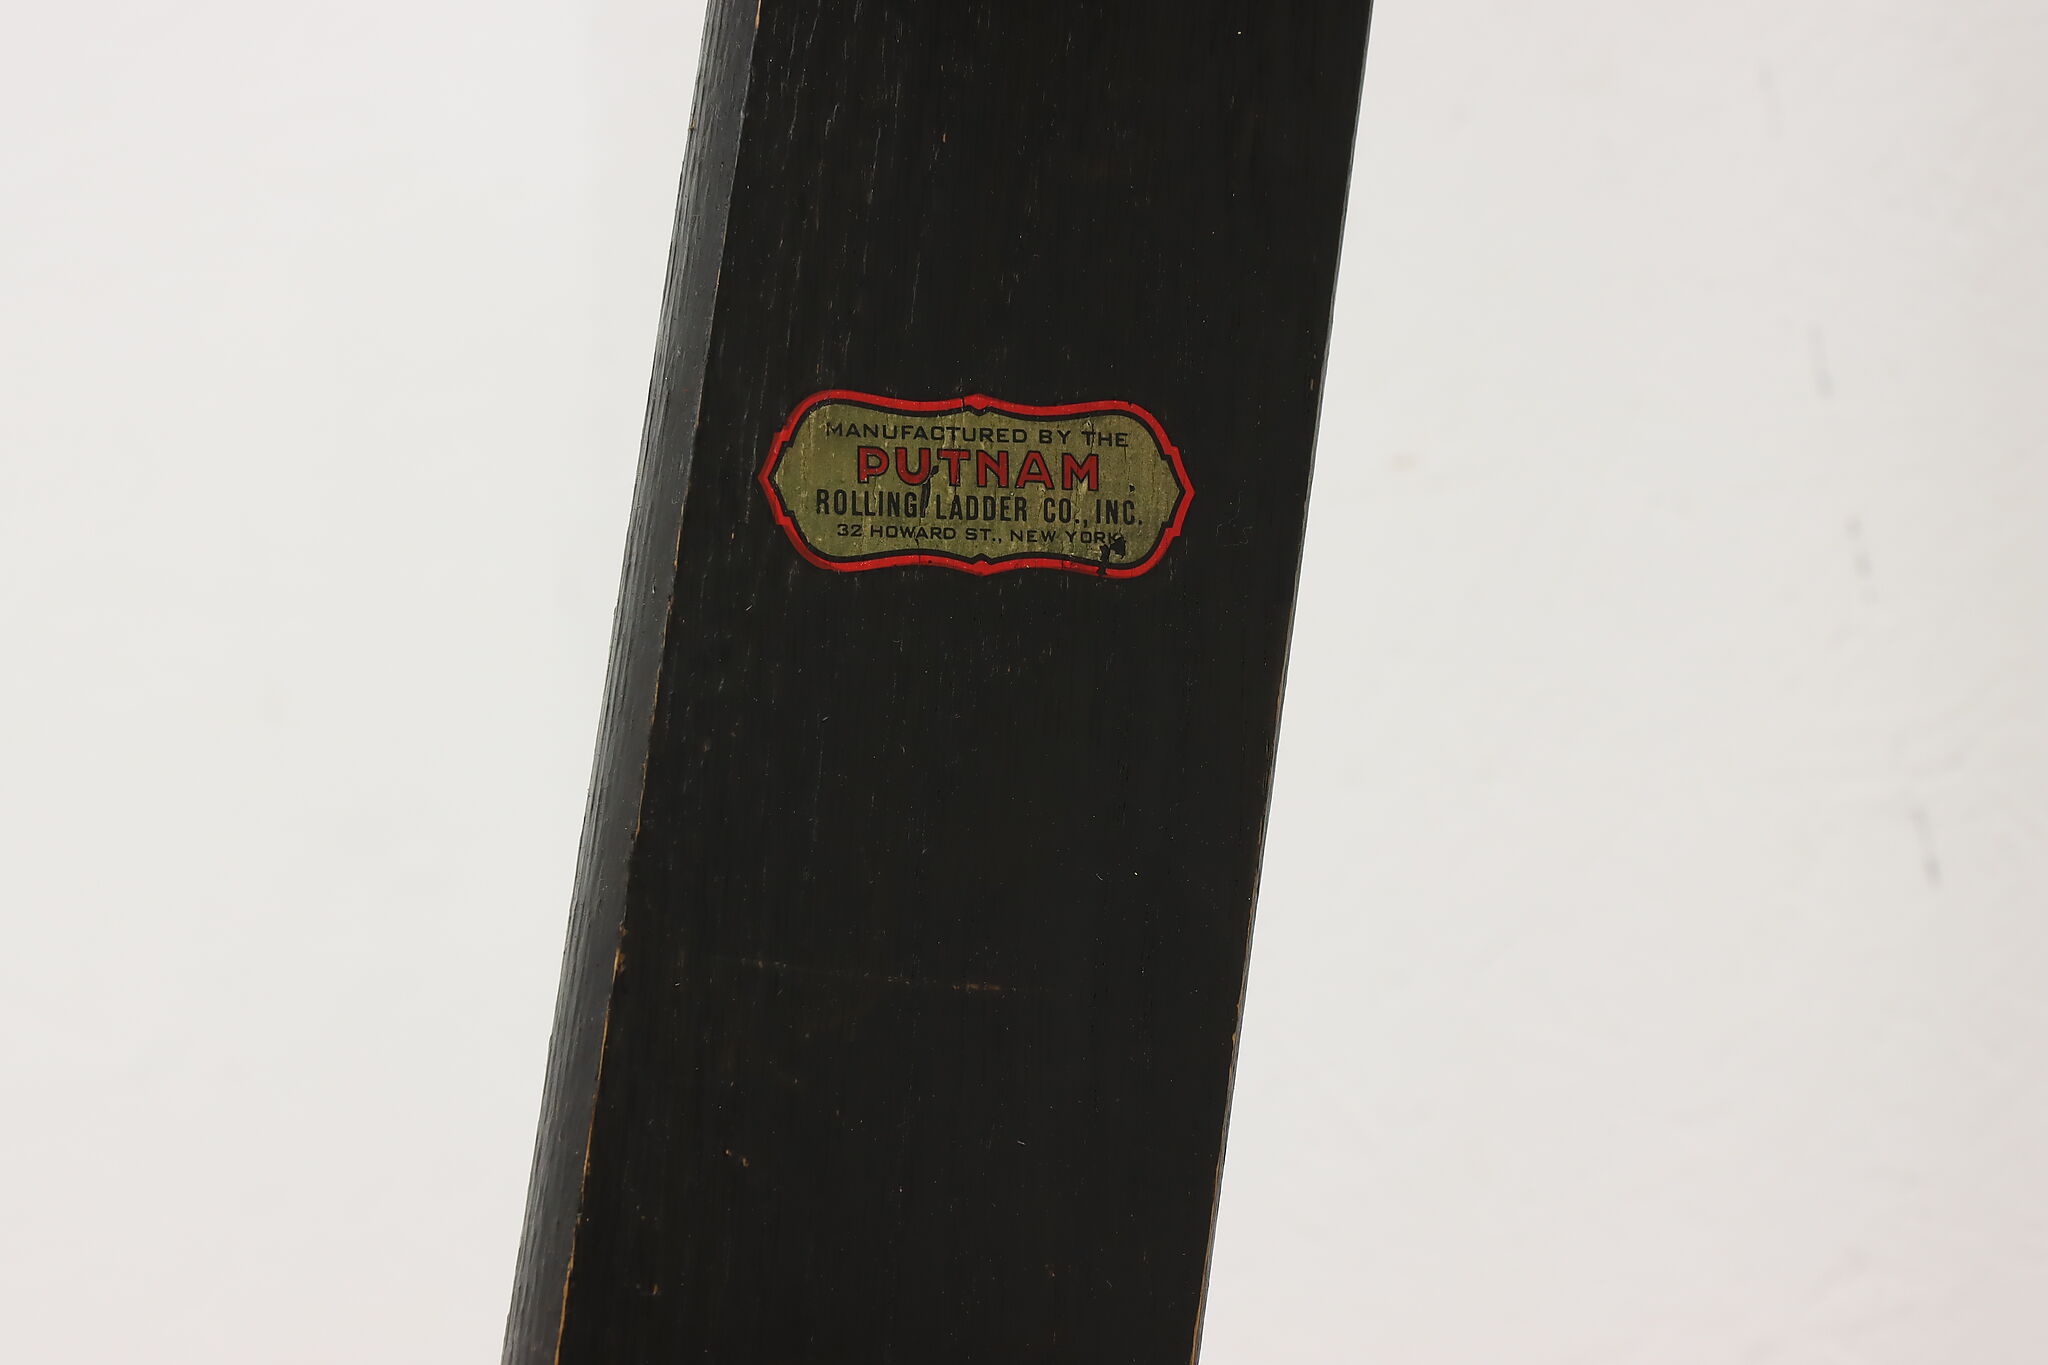 MANUFACTURED BY THE
PUTNAM
ROLLING LADDER CO., INC.
32 HOWARD ST., NEW YORK